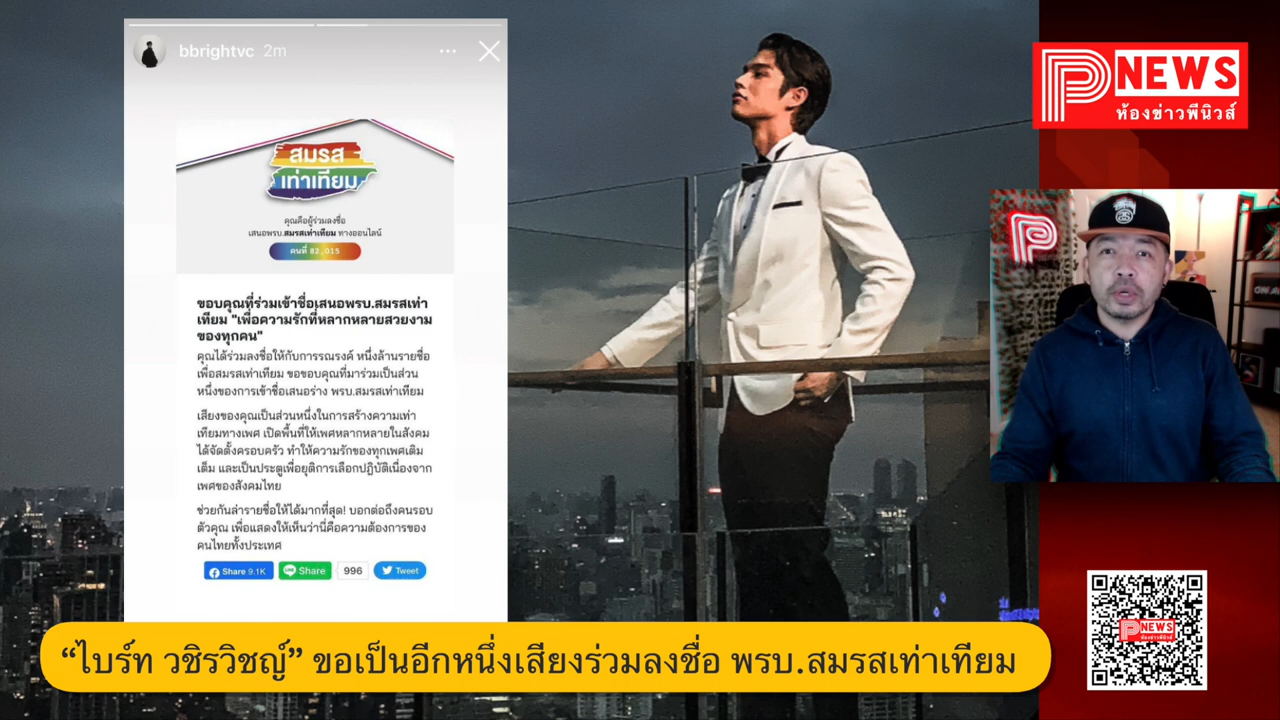 bbrightvc 2m
สมรส
เท่าเทียม
คุณคือผู้ร่วมลงชื่อ
เสนอพรบ.สมรสเท่าเทียม ทางออนไลน์
คนที่ 82,015
ขอบคุณที่ร่วมเข้าชื่อเสนอพรบ.สมรสเท่า
เทียม "เพื่อความรักที่หลากหลายสวยงาม
ของทุกคน"
คุณได้ร่วมลงชื่อให้กับการรณรงค์ หนึ่งล้านรายชื่อ
เพื่อสมรสเท่าเทียม ขอขอบคุณที่มาร่วมเป็นส่วน
หนึ่งของการเข้าชื่อเสนอร่าง พรบ.สมรสเท่าเทียม
เสียงของคุณเป็นส่วนหนึ่งในการสร้างความเท่า
เทียมทางเพศ เปิดพื้นที่ให้เพศหลากหลายในสังคม
ได้จัดตั้งครอบครัว ทำให้ความรักของทุกเพศเติม
เต็ม และเป็นประตูเพื่อยุติการเลือกปฏิบัติเนื่องจาก
เพศของสังคมไทย
ช่วยกันล่ารายชื่อให้ได้มากที่สุด! บอกต่อถึงคนรอบ
ตัวคุณ เพื่อแสดงให้เห็นว่านี่คือความต้องการของ
คนไทยทั้งประเทศ
Share 9.1K Share 996 Tweet
P NEWS
ห้องข่าวพีนิวส์
P
ON A
P NEWS
ห้องข่าวพีนิวส์
“ไบร์ท วชิรวิชญ์” ขอเป็นอีกหนึ่งเสียงร่วมลงชื่อ พรบ.สมรสเท่าเทียม